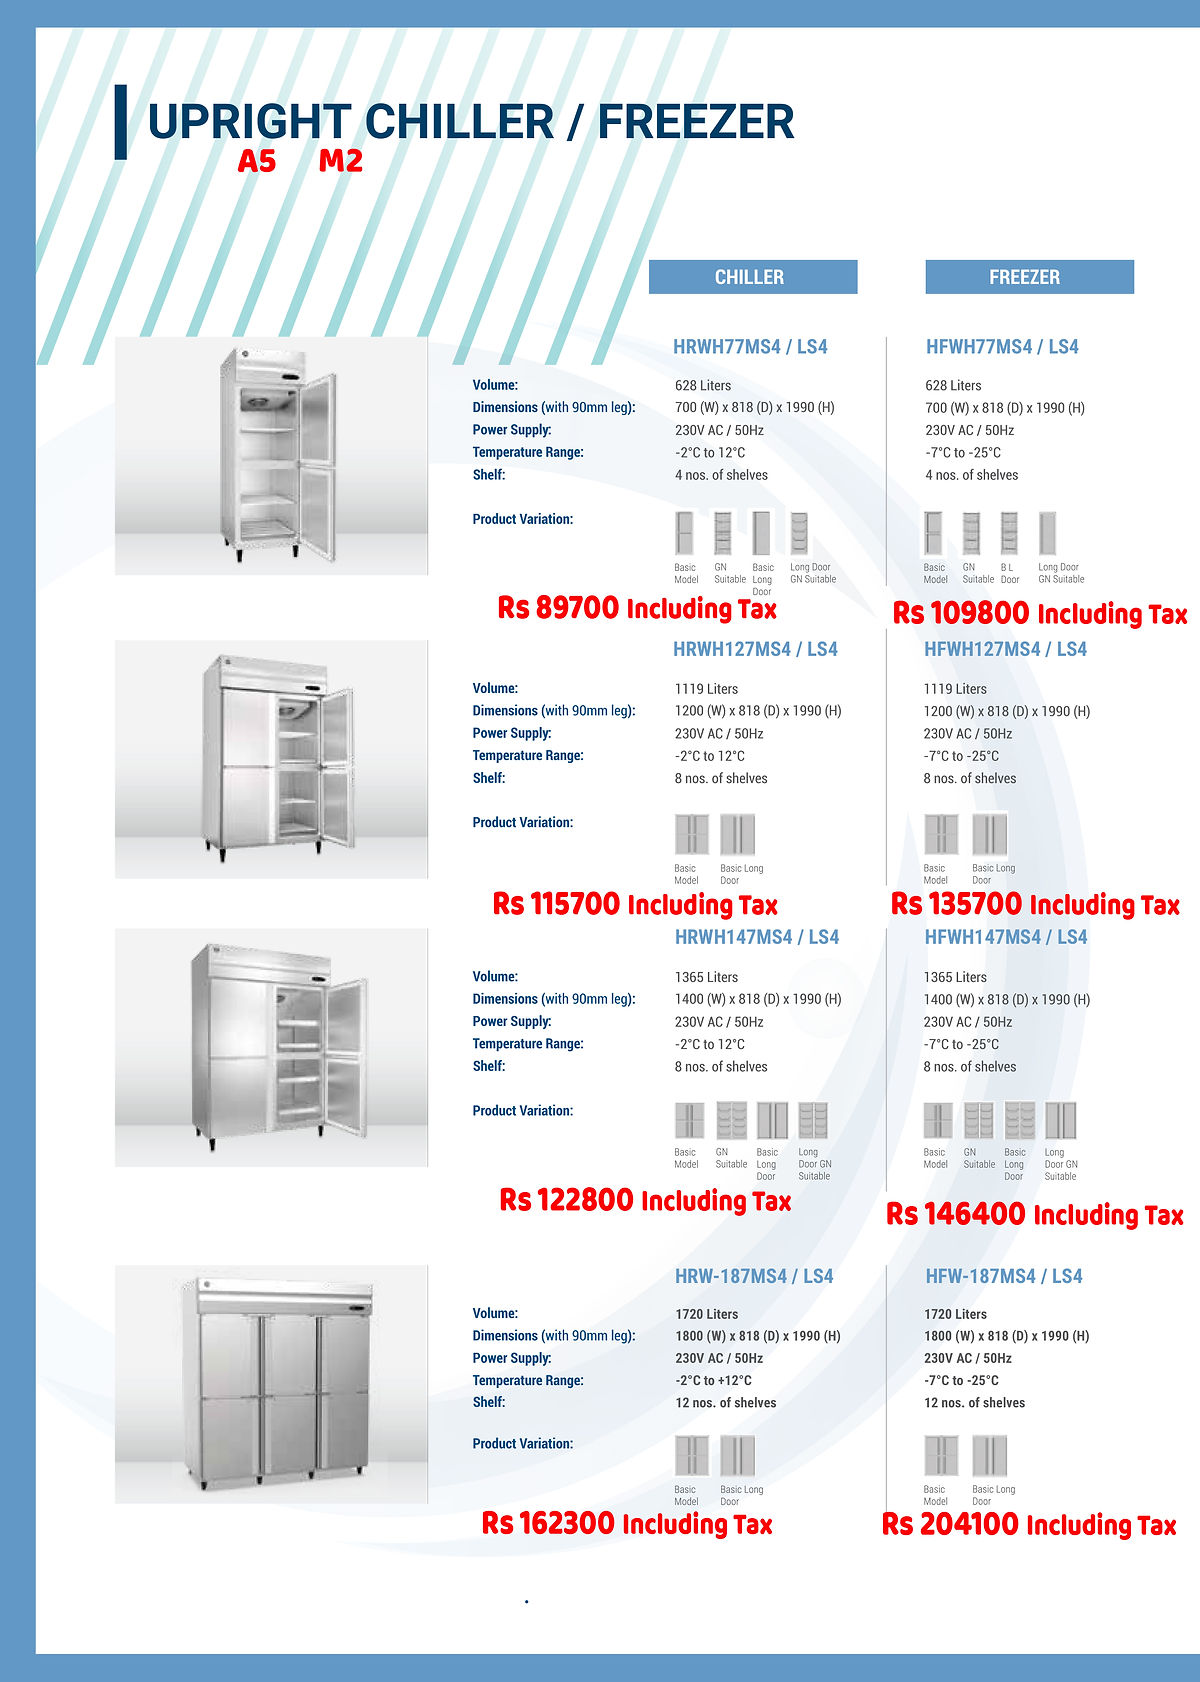 UPRIGHT CHILLER / FREEZER
A5 M2
CHILLER FREEZER
HRWH77MS4 / LS4 HFWH77MS4 / LS4
Volume: 628 Liters 628 Liters
Dimensions (with 90mm leg): 700 (W) x 818 (D) x 1990 (H) 700 (W) x 818 (D) x 1990 (H)
Power Supply: 230V AC / 50Hz 230V AC / 50Hz
Temperature Range: -2°C to 12°C -7°C to -25°C
Shelf: 4 nos. of shelves 4 nos. of shelves
Product Variation:
Basic GN Basic Long Door Basic GN B L Long Door
Model Suitable Long GN Suitable Model Suitable Door GN Suitable
Door
Rs 89700 Including Tax Rs 109800 Including Tax
HRWH127MS4 / LS4 HFWH127MS4 / LS4
Volume: 1119 Liters 1119 Liters
Dimensions (with 90mm leg): 1200 (W) x 818 (D) x 1990 (H) 1200 (W) x 818 (D) x 1990 (H)
Power Supply: 230V AC / 50Hz 230V AC / 50Hz
Temperature Range: -2°C to 12°C -7°C to -25°C
Shelf: 8 nos. of shelves 8 nos. of shelves
Product Variation:
Basic Basic Long Basic Basic Long
Model Door Model Door
Rs 115700 Including Tax Rs 135700 Including Tax
HRWH147MS4 / LS4 HFWH147MS4 / LS4
Volume: 1365 Liters 1365 Liters
Dimensions (with 90mm leg): 1400 (W) x 818 (D) x 1990 (H) 1400 (W) x 818 (D) x 1990 (H)
Power Supply: 230V AC / 50Hz 230V AC / 50Hz
Temperature Range: -2°C to 12°C -7°C to -25°C
Shelf: 8 nos. of shelves 8 nos. of shelves
Product Variation:
Basic GN Basic Long Basic GN Basic Long
Model Suitable Long Door GN Model Suitable Long Door GN
Door Suitable Door Suitable
Rs 122800 Including Tax Rs 146400 Including Tax
HRW-187MS4 / LS4 HFW-187MS4 / LS4
Volume: 1720 Liters 1720 Liters
Dimensions (with 90mm leg): 1800 (W) x 818 (D) x 1990 (H) 1800 (W) x 818 (D) x 1990 (H)
Power Supply: 230V AC / 50Hz 230V AC / 50Hz
Temperature Range: -2°C to +12°C -7°C to -25°C
Shelf: 12 nos. of shelves 12 nos. of shelves
Product Variation:
Basic Basic Long Basic Basic Long
Model Door Model Door
Rs 162300 Including Tax Rs 204100 Including Tax